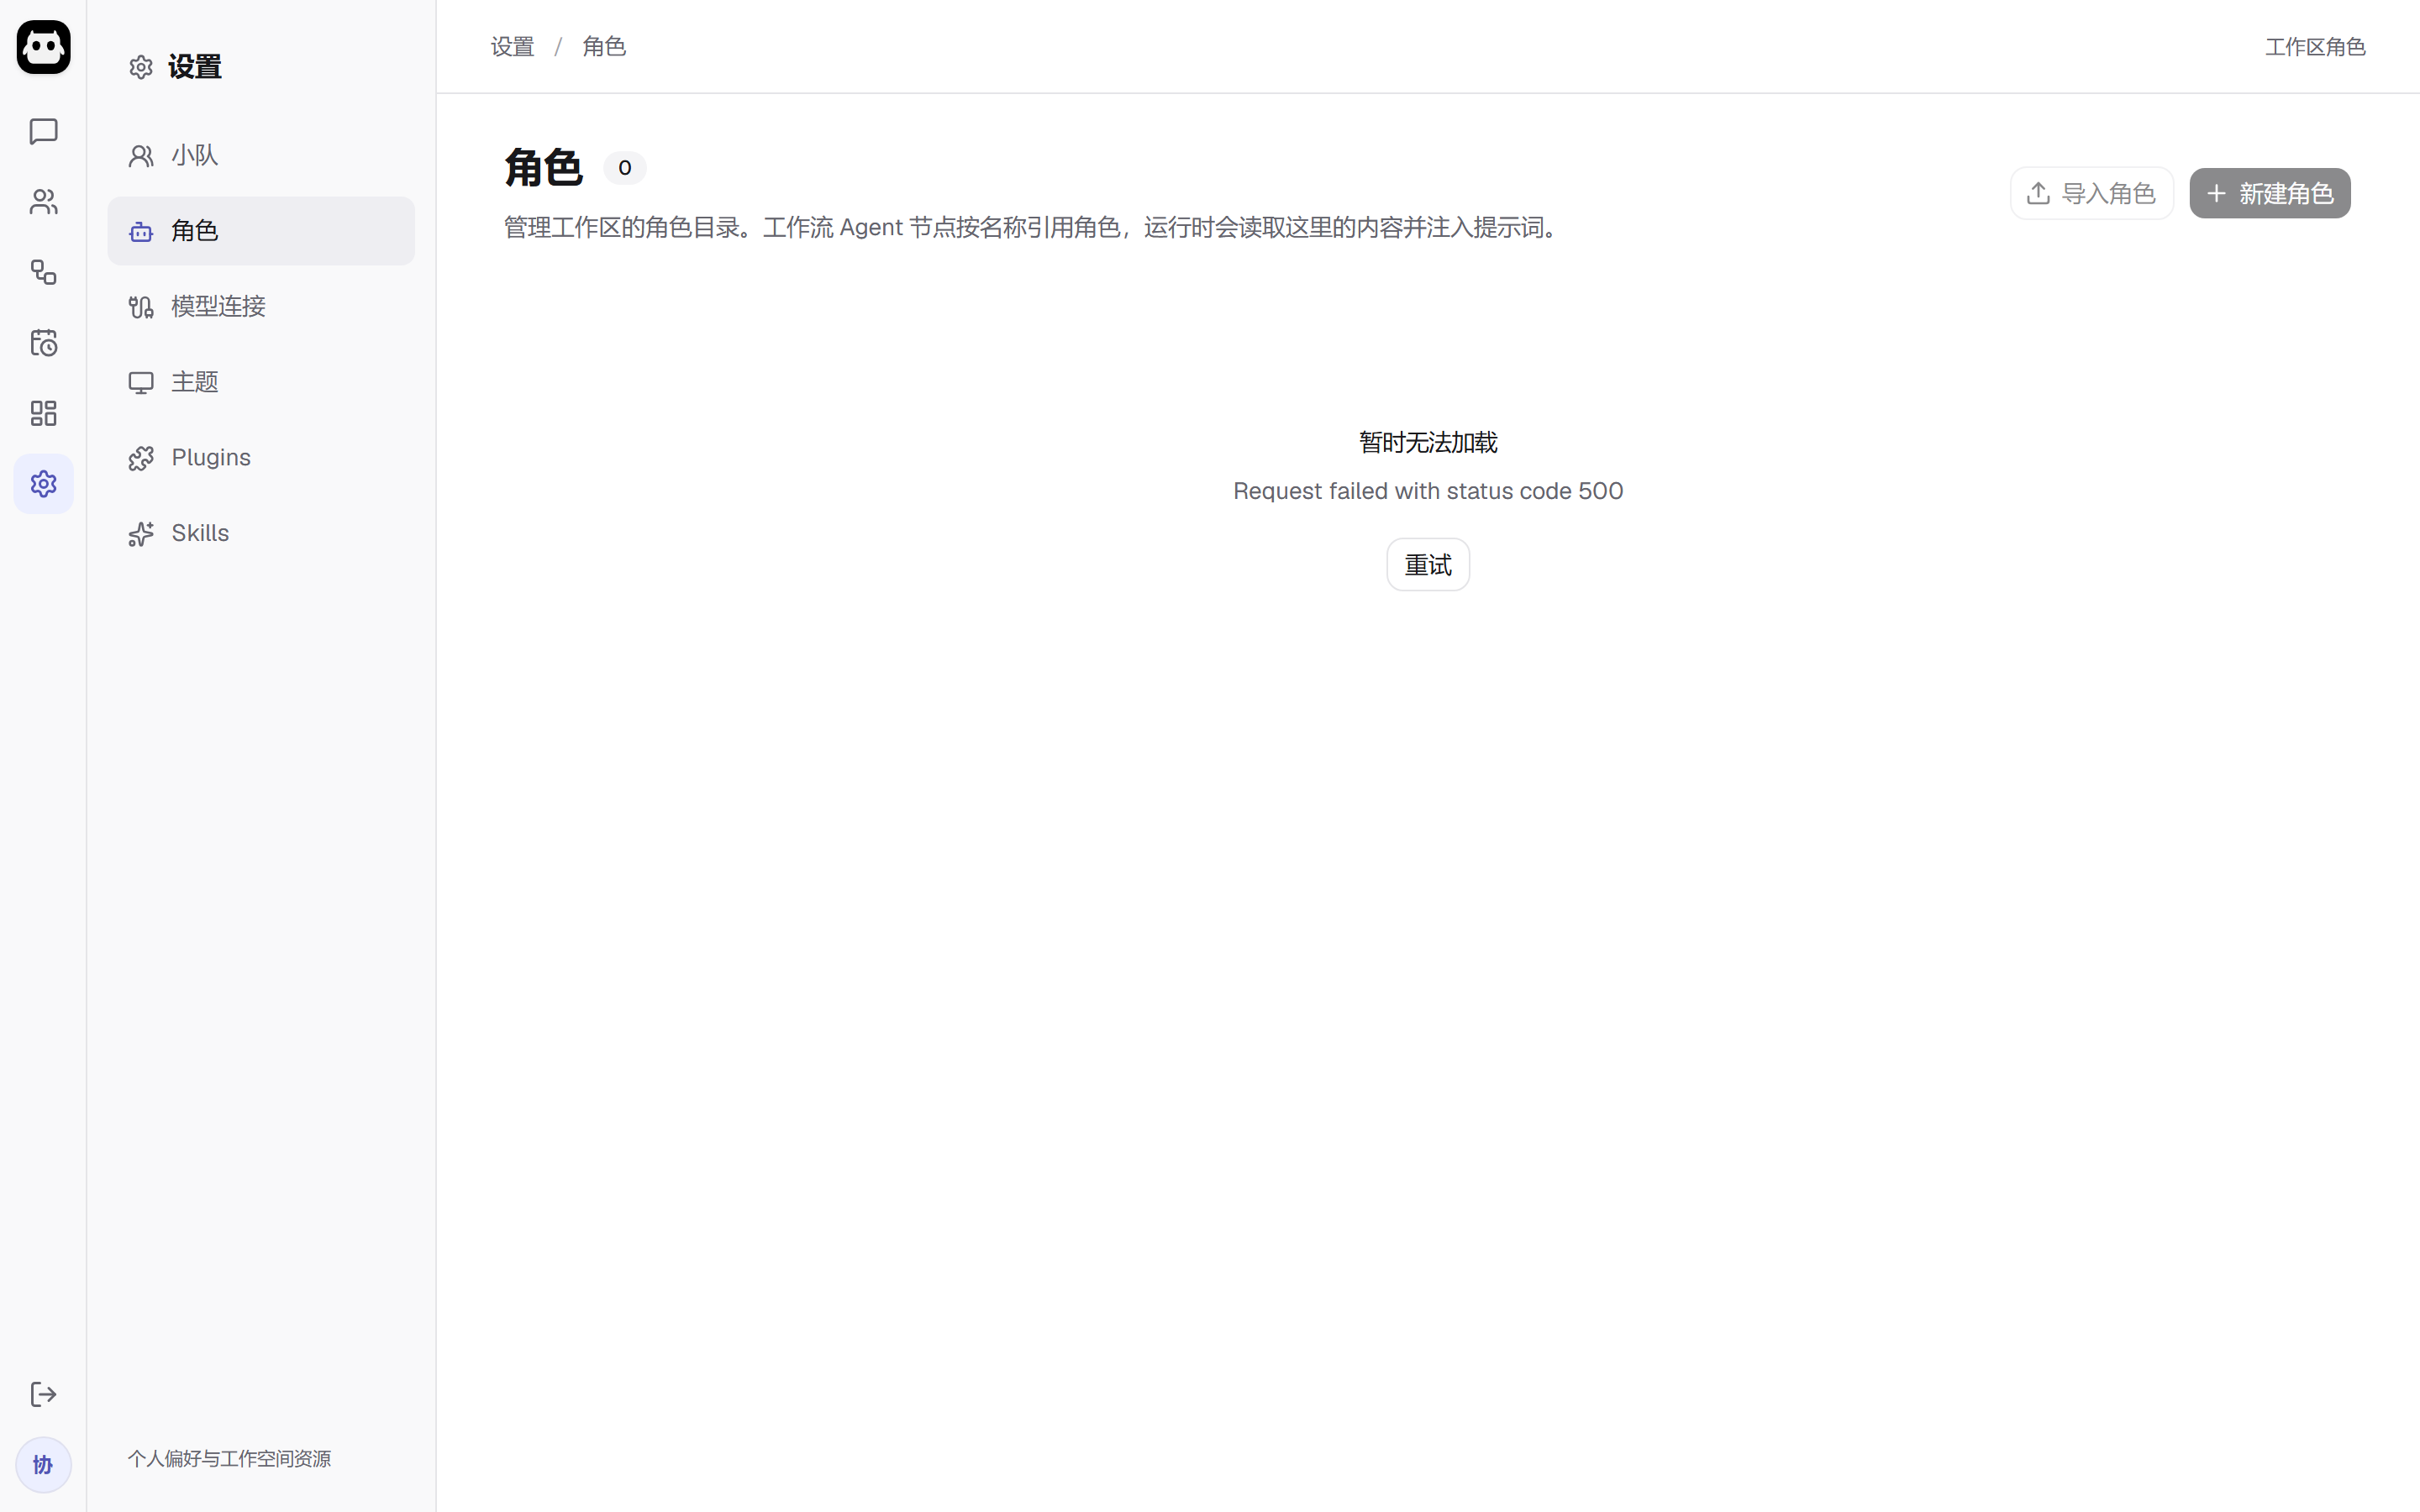 设置
小队
角色
模型连接
主题
Plugins
Skills
个人偏好与工作空间资源
协
设置 / 角色
工作区角色
角色 0
管理工作区的角色目录。工作流 Agent 节点按名称引用角色，运行时会读取这里的内容并注入提示词。
导入角色
新建角色
暂时无法加载
Request failed with status code 500
重试